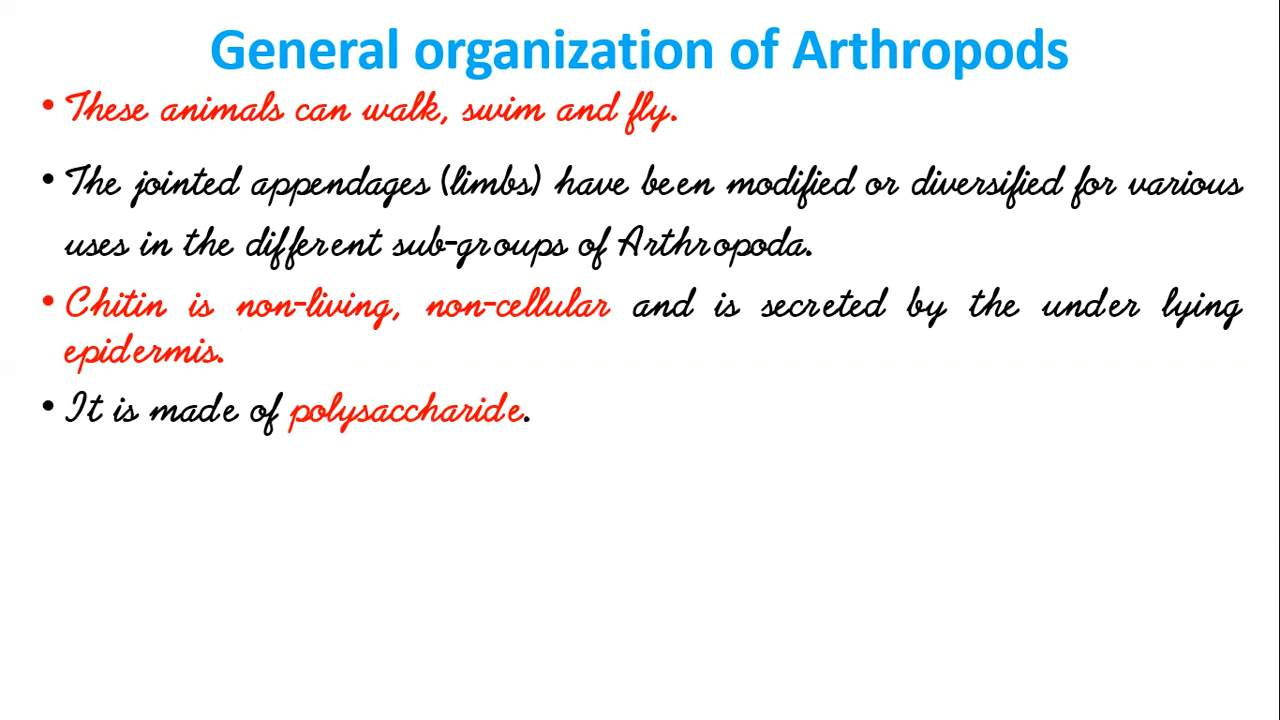 General organization of Arthropods
• These animals can walk, swim and fly.
• The jointed appendages (limbs) have been modified or diversified for various
uses in the different sub-groups of Arthropoda.
• Chitin is non-living, non-cellular and is secreted by the under lying
epidermis.
• It is made of polysaccharide.